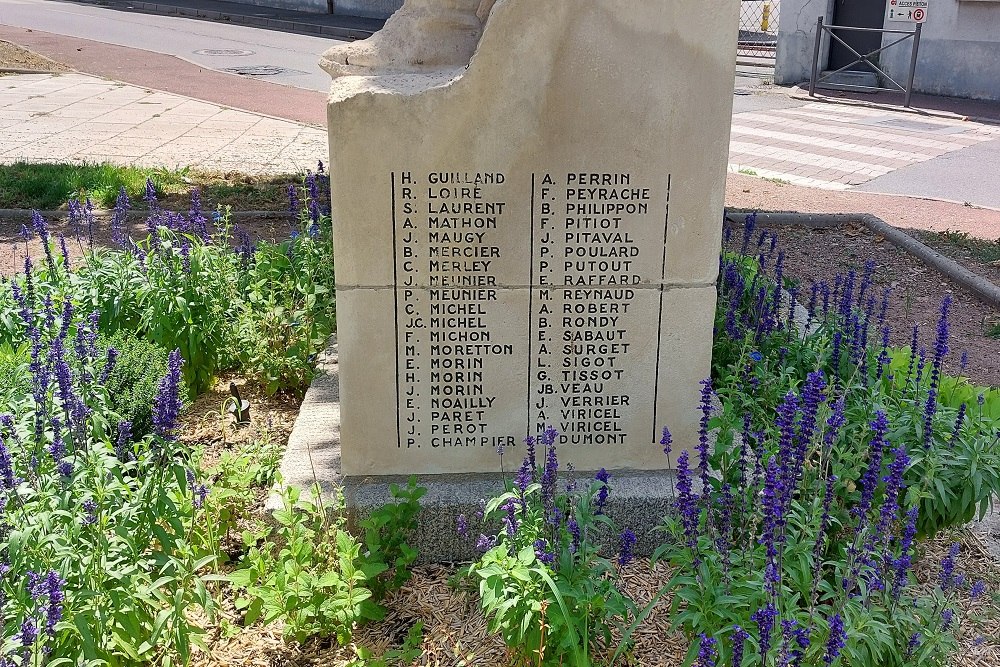 ACCES PIETON
H. GUILLAND
R. LOIRE
S. LAURENT
A. MATHON
J. MAUGY
B. MERCIER
C. MERLEY
J. MEUNIER
P. MEUNIER
C. MICHEL
J.C. MICHEL
F. MICHON
M. MORETTON
E. MORIN
H. MORIN
J. MORIN
E. NOAILLY
J. PARET
J. PEROT
P. CHAMPIER
A. PERRIN
F. PEYRACHE
B. PHILIPPON
F. PITIOT
J. PITAVAL
P. POULARD
P. PUTOUT
E. RAFFARD
M. REYNAUD
A. ROBERT
B. RONDY
E. SABAUT
A. SURGET
L. SIGOT
G. TISSOT
JB. VEAU
J. VERRIER
A. VIRICEL
M. VIRICEL
F. DUMONT